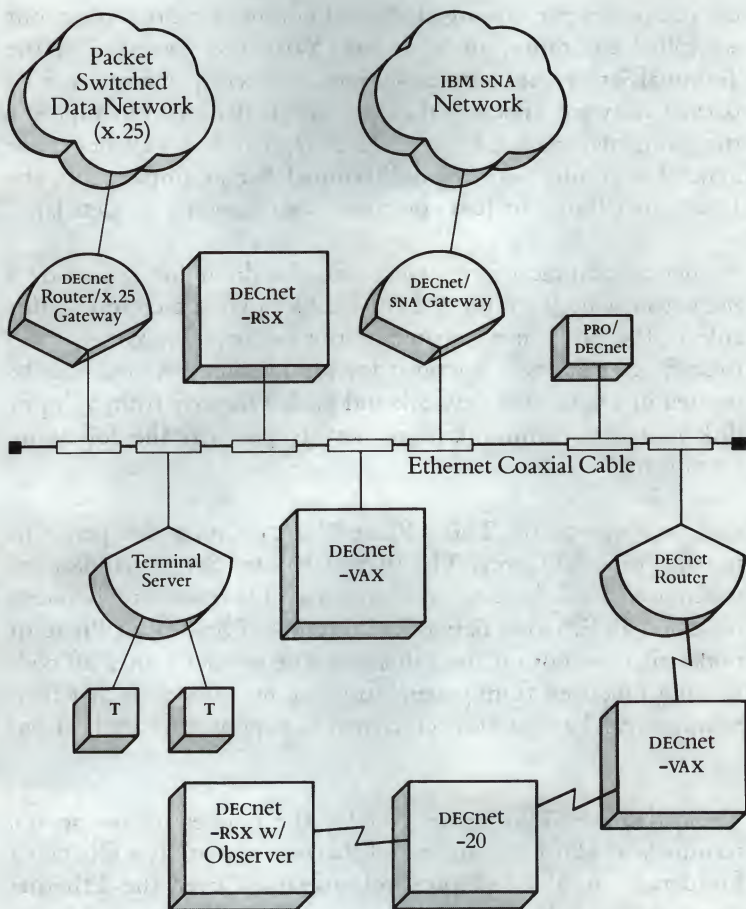 Packet
Switched
Data Network
(x.25)
IBM SNA
Network
DECnet
Router/x.25
Gateway
DECnet
-RSX
DECnet/
SNA Gateway
PRO/
DECnet
Ethernet Coaxial Cable
Terminal
Server
DECnet
-VAX
DECnet
Router
T
T
DECnet
-VAX
DECnet
-RSX W/
Observer
DECnet
-20